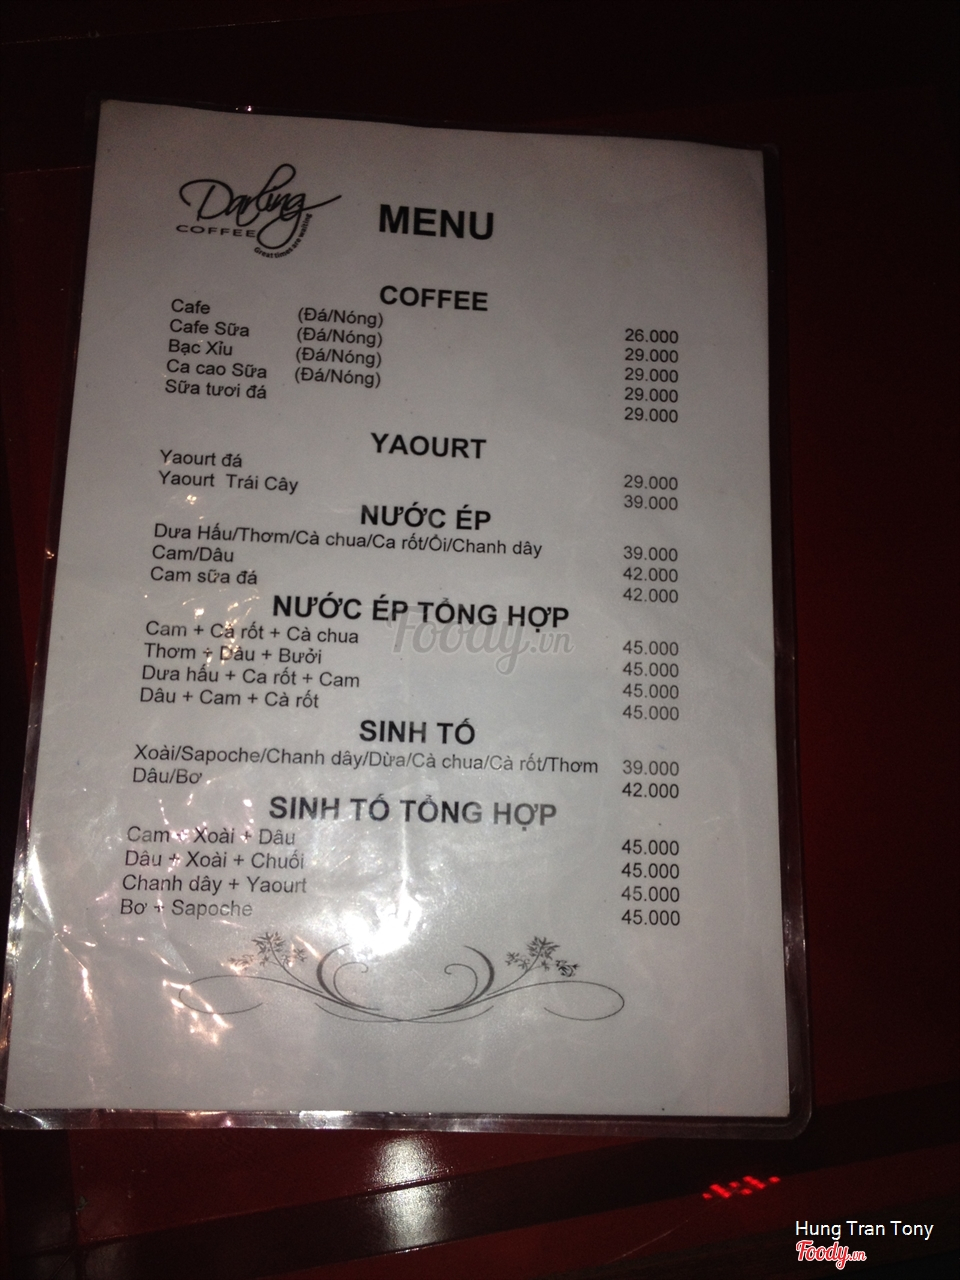 Darling
COFFEE
Great times are waiting
MENU
COFFEE
Cafe (Đá/Nóng) 26.000
Cafe Sữa (Đá/Nóng) 29.000
Bạc Xỉu (Đá/Nóng) 29.000
Ca cao Sữa (Đá/Nóng) 29.000
Sữa tươi đá 29.000
YAOURT
Yaourt đá 29.000
Yaourt Trái Cây 39.000
NƯỚC ÉP
Dưa Hấu/Thơm/Cà chua/Ca rốt/Ổi/Chanh dây 39.000
Cam/Dâu 42.000
Cam sữa đá 42.000
NƯỚC ÉP TỔNG HỢP
Cam + Cà rốt + Cà chua 45.000
Thơm + Dâu + Bưởi 45.000
Dưa hấu + Ca rốt + Cam 45.000
Dâu + Cam + Cà rốt 45.000
SINH TỐ
Xoài/Sapoche/Chanh dây/Dừa/Cà chua/Cà rốt/Thơm 39.000
Dâu/Bơ 42.000
SINH TỐ TỔNG HỢP
Cam + Xoài + Dâu 45.000
Dâu + Xoài + Chuối 45.000
Chanh dây + Yaourt 45.000
Bơ + Sapoche 45.000
Foody.vn
Hung Tran Tony
Foody.vn